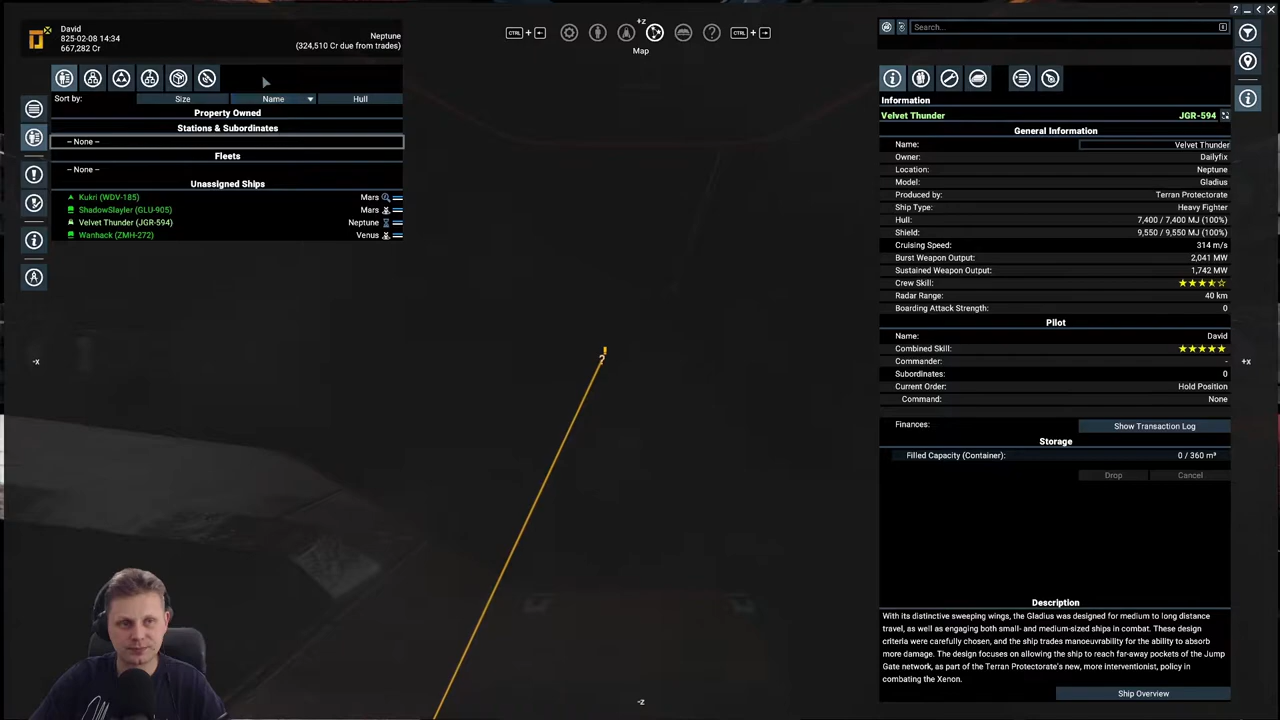 David
825-02-08 14:34
667,282 Cr
Neptune
(324,510 Cr due from trades)
CTRL + 
+z
CTRL + 
Map
Search...
Sort by:
Size
Name
Hull
Property Owned
Stations & Subordinates
-- None --
Fleets
-- None --
Unassigned Ships
Kukri (WDV-185) Mars
ShadowSlayler (GLU-905) Mars
Velvet Thunder (JGR-594) Neptune
Wanhack (ZMH-272) Venus
-x
+x
-z
?
Information
Velvet Thunder JGR-594
General Information
Name: Velvet Thunder
Owner: Dailyfix
Location: Neptune
Model: Gladius
Produced by: Terran Protectorate
Ship Type: Heavy Fighter
Hull: 7,400 / 7,400 MJ (100%)
Shield: 9,550 / 9,550 MJ (100%)
Cruising Speed: 314 m/s
Burst Weapon Output: 2,041 MW
Sustained Weapon Output: 1,742 MW
Crew Skill: ★★★★☆
Radar Range: 40 km
Boarding Attack Strength: 0
Pilot
Name: David
Combined Skill: ★★★★★
Commander: -
Subordinates: 0
Current Order: Hold Position
Command: None
Finances: Show Transaction Log
Storage
Filled Capacity (Container): 0 / 360 m³
Drop
Cancel
Description
With its distinctive sweeping wings, the Gladius was designed for medium to long distance
travel, as well as engaging both small- and medium-sized ships in combat. These design
criteria were carefully chosen, and the ship trades manoeuvrability for the ability to absorb
more damage. The design focuses on allowing the ship to reach far-away pockets of the Jump
Gate network, as part of the Terran Protectorate's new, more interventionist, policy in
combating the Xenon.
Ship Overview